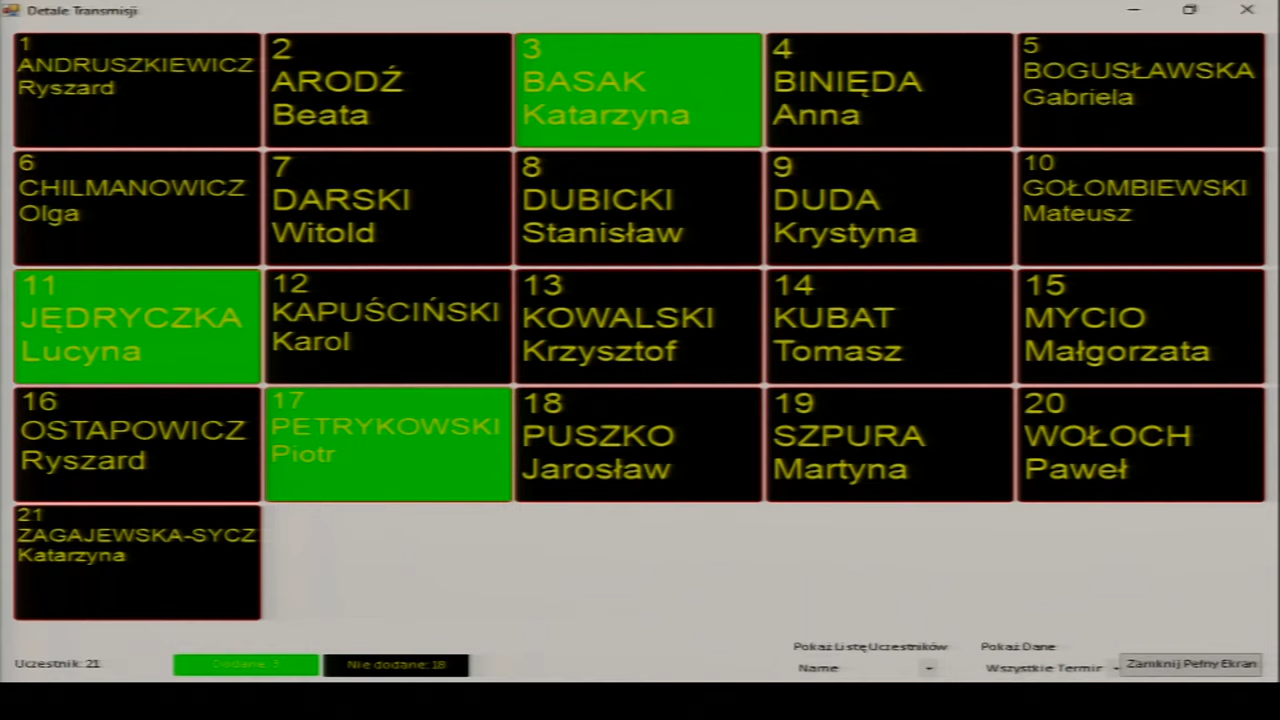 Detale Transmisji
1
ANDRUSZKIEWICZ
Ryszard
2
ARODŹ
Beata
3
BASAK
Katarzyna
4
BINIĘDA
Anna
5
BOGUSŁAWSKA
Gabriela
6
CHILMANOWICZ
Olga
7
DARSKI
Witold
8
DUBICKI
Stanisław
9
DUDA
Krystyna
10
GOŁOMBIEWSKI
Mateusz
11
JĘDRYCZKA
Lucyna
12
KAPUŚCIŃSKI
Karol
13
KOWALSKI
Krzysztof
14
KUBAT
Tomasz
15
MYCIO
Małgorzata
16
OSTAPOWICZ
Ryszard
17
PETRYKOWSKI
Piotr
18
PUSZKO
Jarosław
19
SZPURA
Martyna
20
WOŁOCH
Paweł
21
ZAGAJEWSKA-SYCZ
Katarzyna
Uczestnik: 21
Dodane: 3
Nie dodane: 18
Pokaż Listę Uczestników
Name
Pokaż Dane
Wszystkie Termir
Zamknij Pełny Ekran